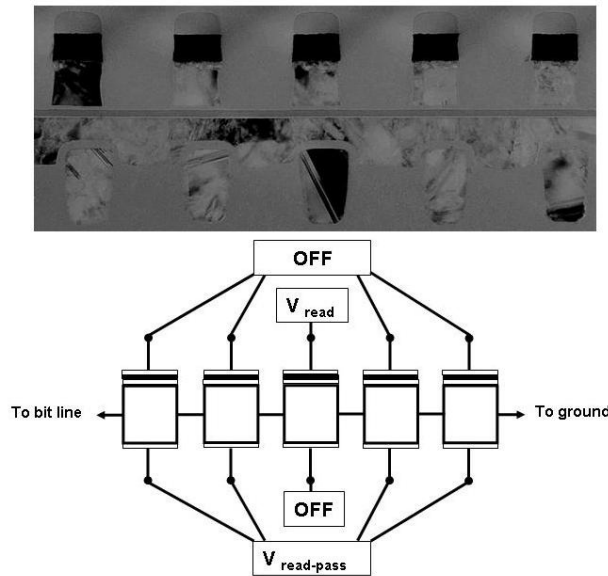 OFF
V read
To bit line
To ground
OFF
V read-pass